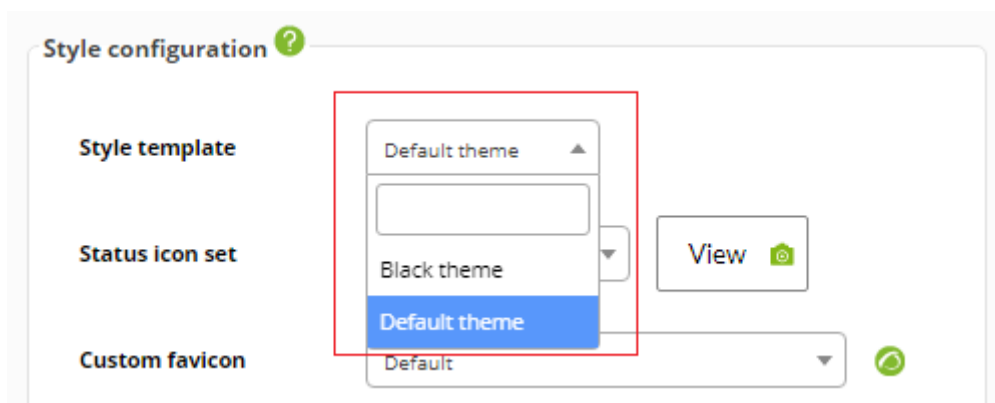 Style configuration ?
Style template
Default theme
Black theme
Status icon set
View
Default theme
Custom favicon
Default